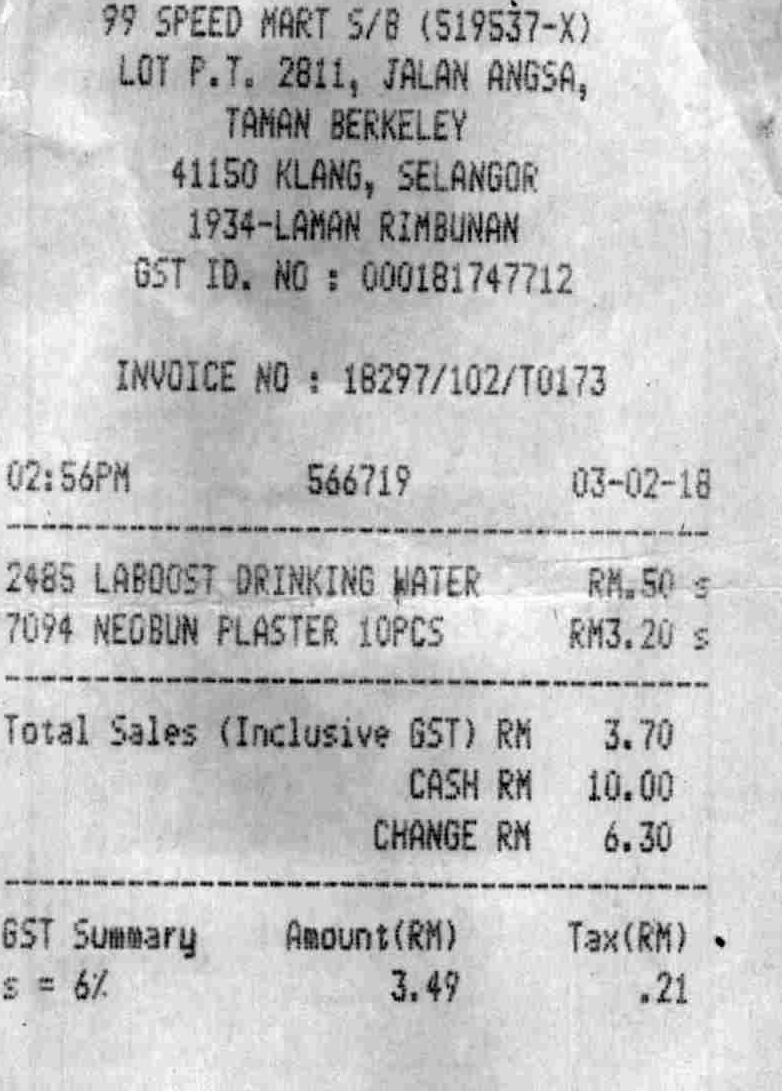 99 SPEED MART S/B (519537-X)
LOT P.T. 2811, JALAN ANGSA,
TAMAN BERKELEY
41150 KLANG, SELANGOR
1934-LAMAN RIMBUNAN
GST ID. NO : 000181747712
INVOICE NO : 18297/102/T0173
02:56PM 566719 03-02-18
2485 LABOOST DRINKING WATER RM.50 s
7094 NEOBUN PLASTER 10PCS RM3.20 s
Total Sales (Inclusive GST) RM 3.70
CASH RM 10.00
CHANGE RM 6.30
GST Summary Amount(RM) Tax(RM)
s = 6% 3.49 .21